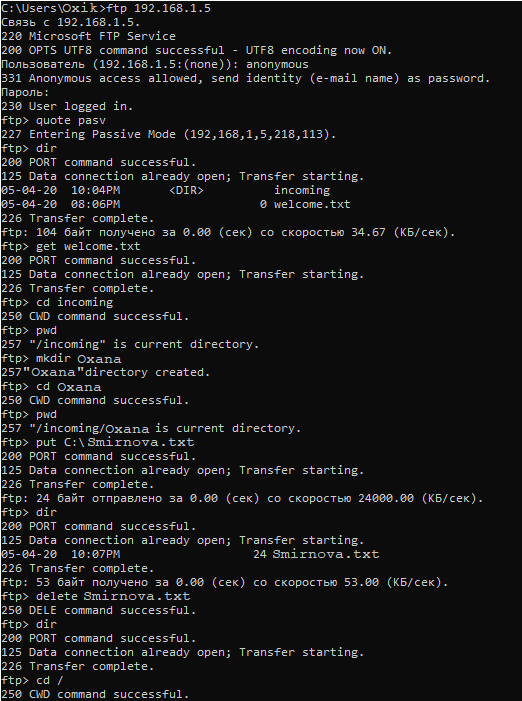 C:\Users\Oxik>ftp 192.168.1.5
Связь с 192.168.1.5.
220 Microsoft FTP Service
200 OPTS UTF8 command successful - UTF8 encoding now ON.
Пользователь (192.168.1.5:(none)): anonymous
331 Anonymous access allowed, send identity (e-mail name) as password.
Пароль:
230 User logged in.
ftp> quote pasv
227 Entering Passive Mode (192,168,1,5,218,113).
ftp> dir
200 PORT command successful.
125 Data connection already open; Transfer starting.
05-04-20  10:04PM       <DIR>          incoming
05-04-20  08:06PM                    0 welcome.txt
226 Transfer complete.
ftp: 104 байт получено за 0.00 (сек) со скоростью 34.67 (КБ/сек).
ftp> get welcome.txt
200 PORT command successful.
125 Data connection already open; Transfer starting.
226 Transfer complete.
ftp> cd incoming
250 CWD command successful.
ftp> pwd
257 "/incoming" is current directory.
ftp> mkdir Oxana
257"Oxana"directory created.
ftp> cd Oxana
250 CWD command successful.
ftp> pwd
257 "/incoming/Oxana is current directory.
ftp> put C:\Smirnova.txt
200 PORT command successful.
125 Data connection already open; Transfer starting.
226 Transfer complete.
ftp: 24 байт отправлено за 0.00 (сек) со скоростью 24000.00 (КБ/сек).
ftp> dir
200 PORT command successful.
125 Data connection already open; Transfer starting.
05-04-20  10:07PM                   24 Smirnova.txt
226 Transfer complete.
ftp: 53 байт получено за 0.00 (сек) со скоростью 53.00 (КБ/сек).
ftp> delete Smirnova.txt
250 DELE command successful.
ftp> dir
200 PORT command successful.
125 Data connection already open; Transfer starting.
226 Transfer complete.
ftp> cd /
250 CWD command successful.